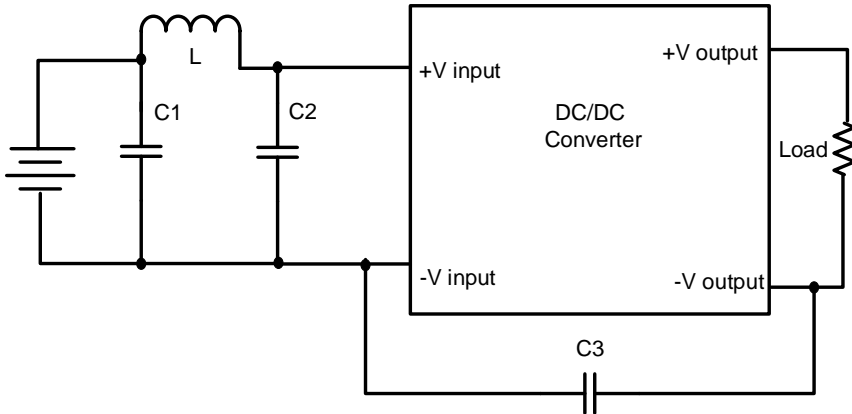 L
+V input
+V output
C1
C2
DC/DC
Converter
Load
-V input
-V output
C3